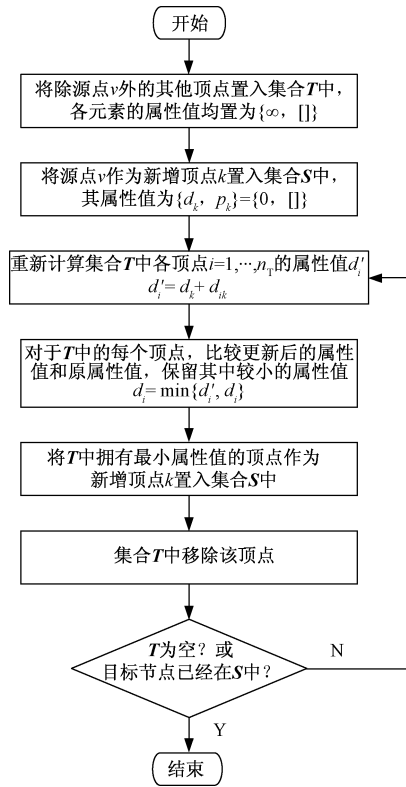 开始
将除源点v外的其他顶点置入集合T中，
各元素的属性值均置为{∞，[]}
将源点v作为新增顶点k置入集合S中，
其属性值为{dₖ，pₖ}={0，[]}
重新计算集合T中各顶点i=1,···,n_T的属性值dᵢ'
dᵢ'=dₖ+dᵢₖ
对于T中的每个顶点，比较更新后的属性
值和原属性值，保留其中较小的属性值
dᵢ=min{dᵢ', dᵢ}
将T中拥有最小属性值的顶点作为
新增顶点k置入集合S中
集合T中移除该顶点
T为空？或
目标节点已经在S中？
N
Y
结束